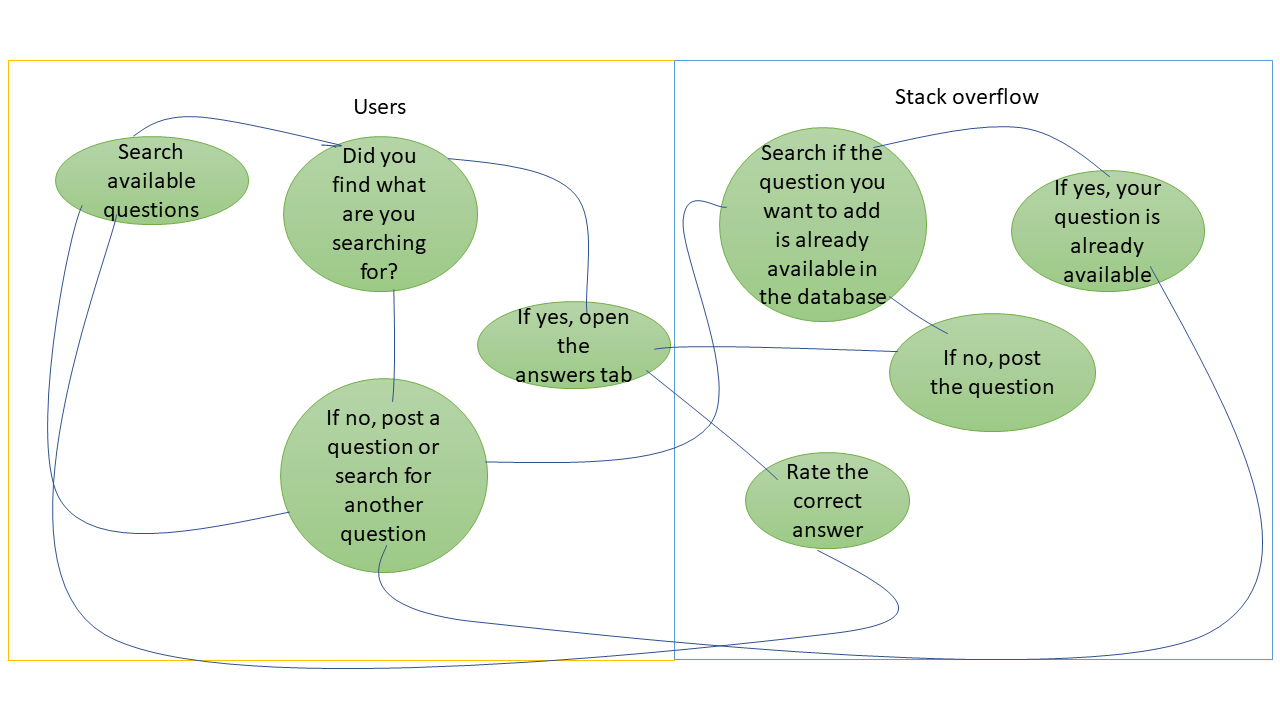 Users
Search
available
questions
Did you
find what
are you
searching
for?
If yes, open
the
answers tab
If no, post a
question or
search for
another
question
Stack overflow
Search if the
question you
want to add
is already
available in
the database
If yes, your
question is
already
available
If no, post
the question
Rate the
correct
answer